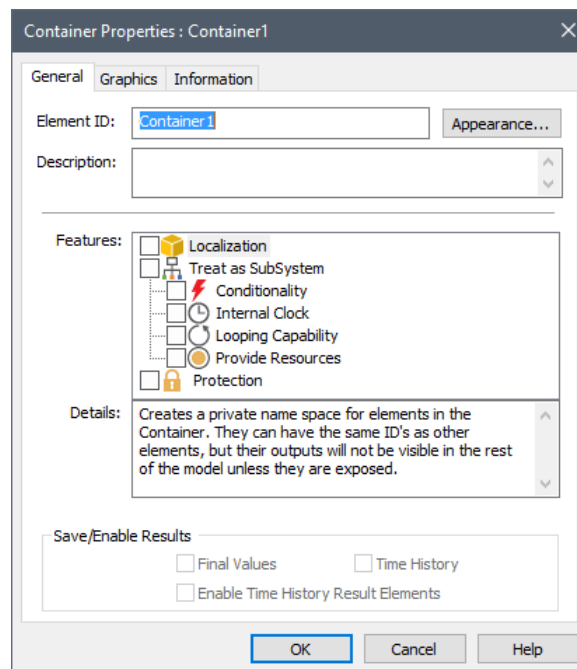 Container Properties : Container1
General Graphics Information
Element ID: Container1 Appearance...
Description:
Features: Localization
Treat as SubSystem
Conditionality
Internal Clock
Looping Capability
Provide Resources
Protection
Details: Creates a private name space for elements in the
Container. They can have the same ID's as other
elements, but their outputs will not be visible in the rest
of the model unless they are exposed.
Save/Enable Results
Final Values Time History
Enable Time History Result Elements
OK Cancel Help